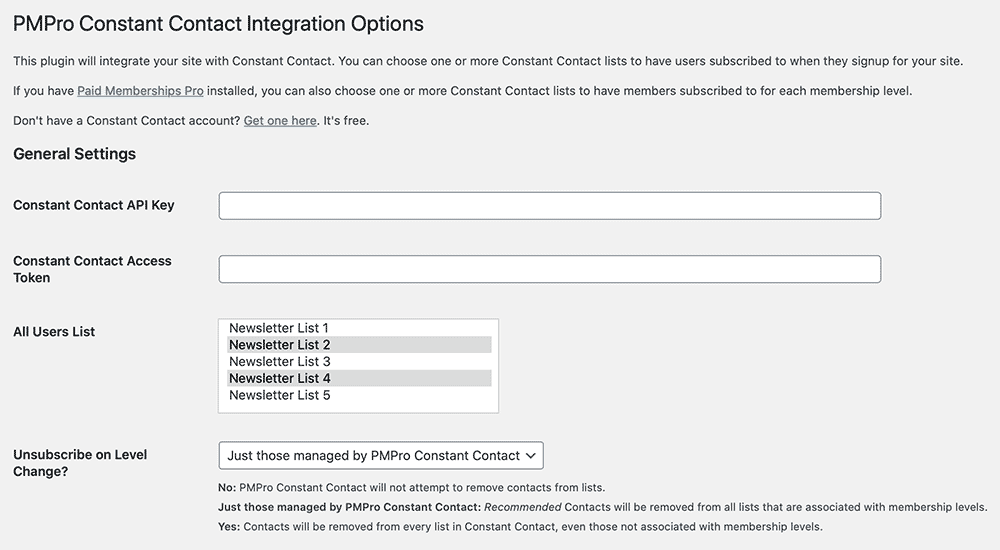 PMPro Constant Contact Integration Options
This plugin will integrate your site with Constant Contact. You can choose one or more Constant Contact lists to have users subscribed to when they signup for your site.
If you have Paid Memberships Pro installed, you can also choose one or more Constant Contact lists to have members subscribed to for each membership level.
Don't have a Constant Contact account? Get one here. It's free.
General Settings
Constant Contact API Key
Constant Contact Access
Token
All Users List
Newsletter List 1
Newsletter List 2
Newsletter List 3
Newsletter List 4
Newsletter List 5
Unsubscribe on Level
Change?
Just those managed by PMPro Constant Contact
No: PMPro Constant Contact will not attempt to remove contacts from lists.
Just those managed by PMPro Constant Contact: Recommended Contacts will be removed from all lists that are associated with membership levels.
Yes: Contacts will be removed from every list in Constant Contact, even those not associated with membership levels.